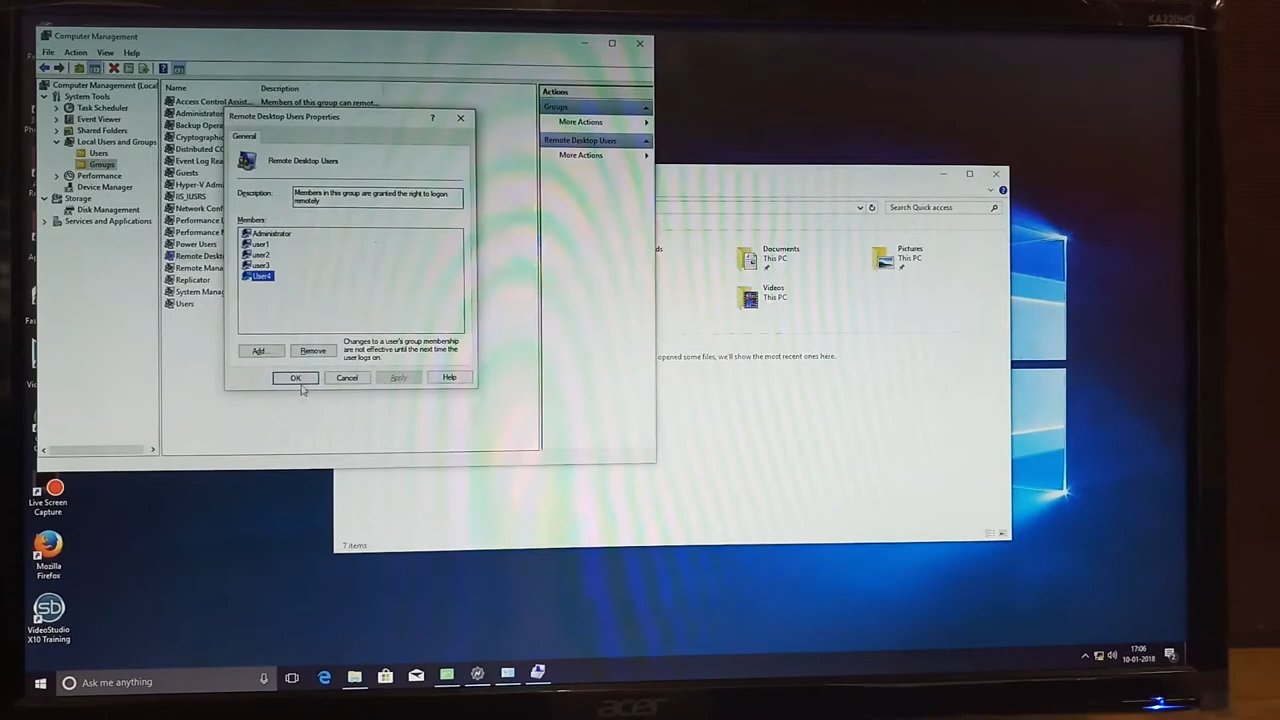 KA220HQ
Computer Management
File Action View Help
Computer Management (Local
System Tools
Task Scheduler
Event Viewer
Shared Folders
Local Users and Groups
Users
Groups
Performance
Device Manager
Storage
Disk Management
Services and Applications
Name Description
Access Control Assist... Members of this group can remot...
Administrator
Backup Opera
Cryptographic
Distributed CO
Event Log Rea
Guests
Hyper-V Adm
IIS_IUSRS
Network Conf
Performance L
Performance M
Power Users
Remote Deskt
Remote Mana
Replicator
System Manag
Users
Actions
Groups
More Actions
Remote Desktop Users
More Actions
Remote Desktop Users Properties
General
Remote Desktop Users
Description: Members in this group are granted the right to logon
remotely
Members:
Administrator
user1
user2
user3
User4
Add... Remove
Changes to a user's group membership
are not effective until the next time the
user logs on.
OK Cancel Apply Help
Search Quick access
ds
Documents
This PC
Pictures
This PC
Videos
This PC
opened some files, we'll show the most recent ones here.
7 items
Live Screen
Capture
Mozilla
Firefox
sb
VideoStudio
X10 Training
Ask me anything
17:06
10-01-2018
2
acer